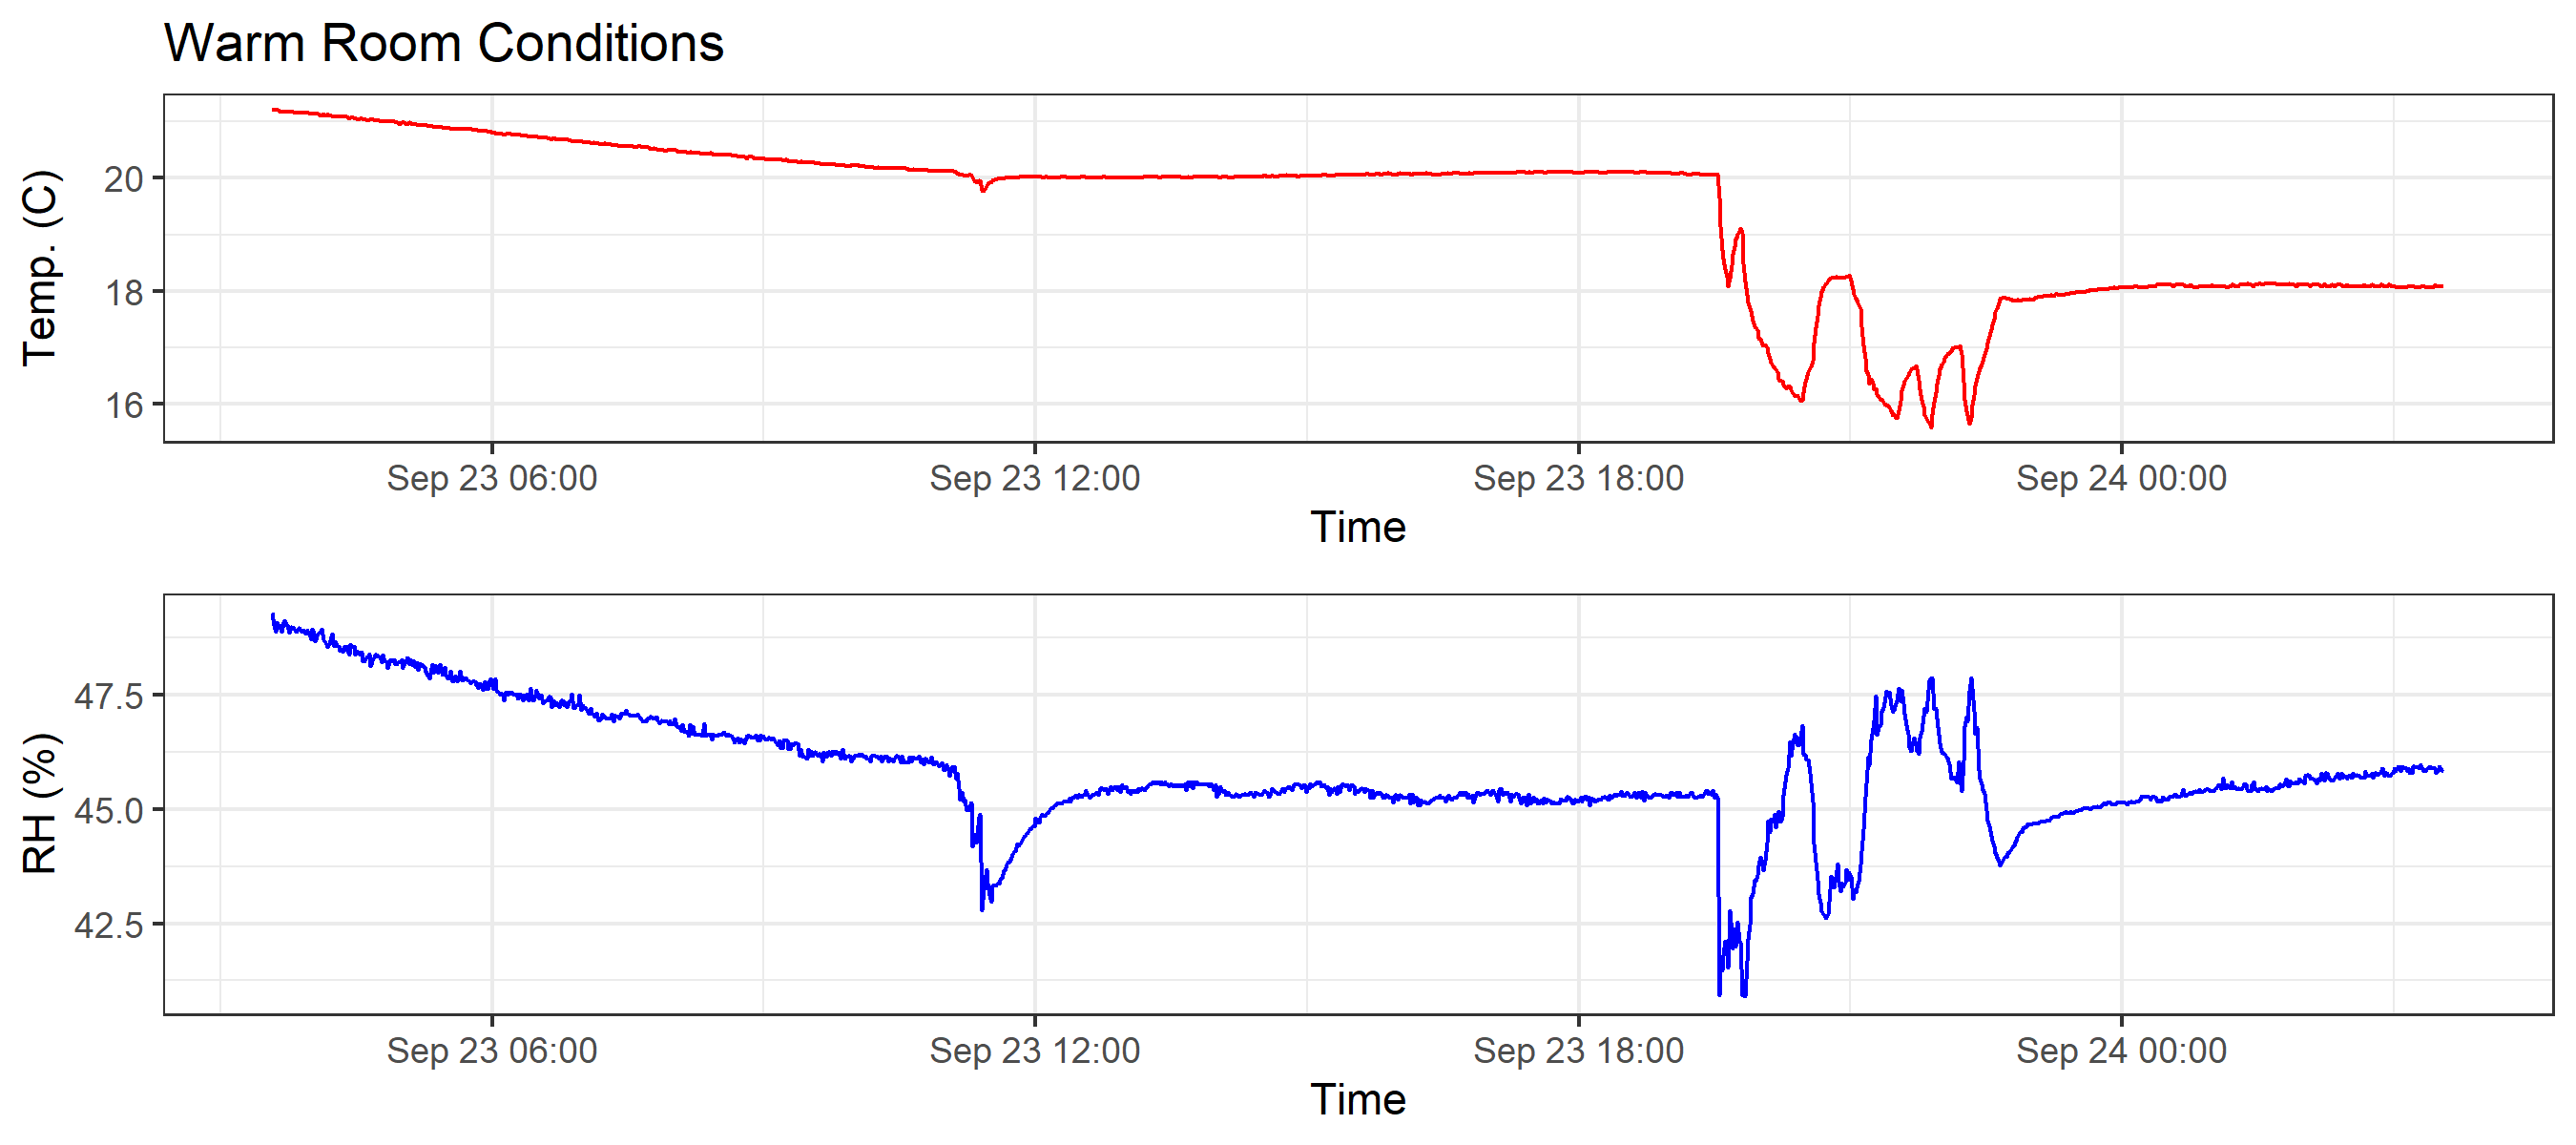 Warm Room Conditions
Temp. (C)
20
18
16
Sep 23 06:00 Sep 23 12:00 Sep 23 18:00 Sep 24 00:00
Time
RH (%)
47.5
45.0
42.5
Sep 23 06:00 Sep 23 12:00 Sep 23 18:00 Sep 24 00:00
Time